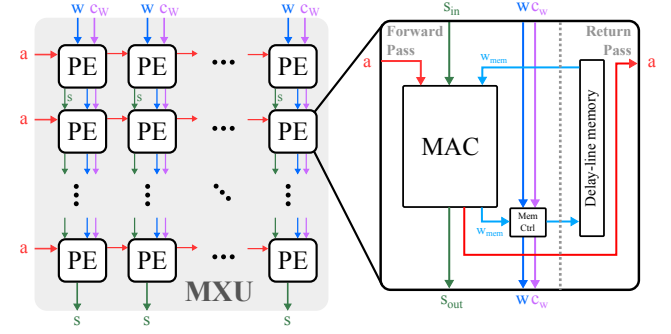 w c_w w c_w w c_w
a PE PE PE
s
a PE PE PE
a PE PE PE
MXU
s s s
s_in w c_w
Forward Pass
Return Pass
a
a
w_mem
MAC
Delay-line memory
Mem Ctrl
w_mem
s_out w c_w